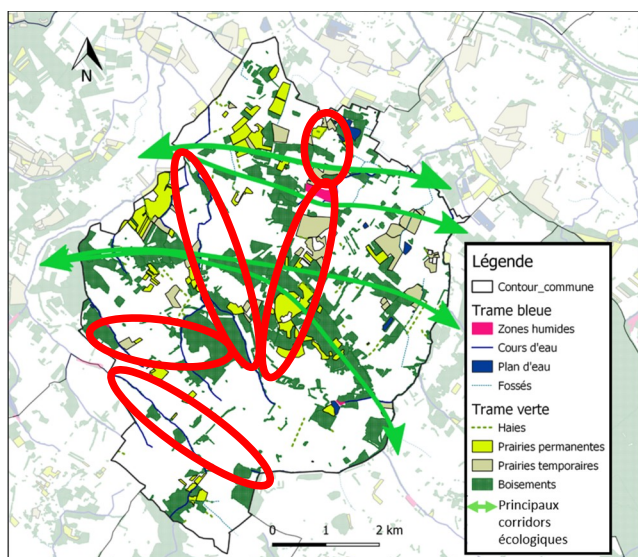 N
Légende
Contour_commune
Trame bleue
Zones humides
Cours d'eau
Plan d'eau
Fossés
Trame verte
Haies
Prairies permanentes
Prairies temporaires
Boisements
Principaux
corridors
écologiques
0 1 2 km